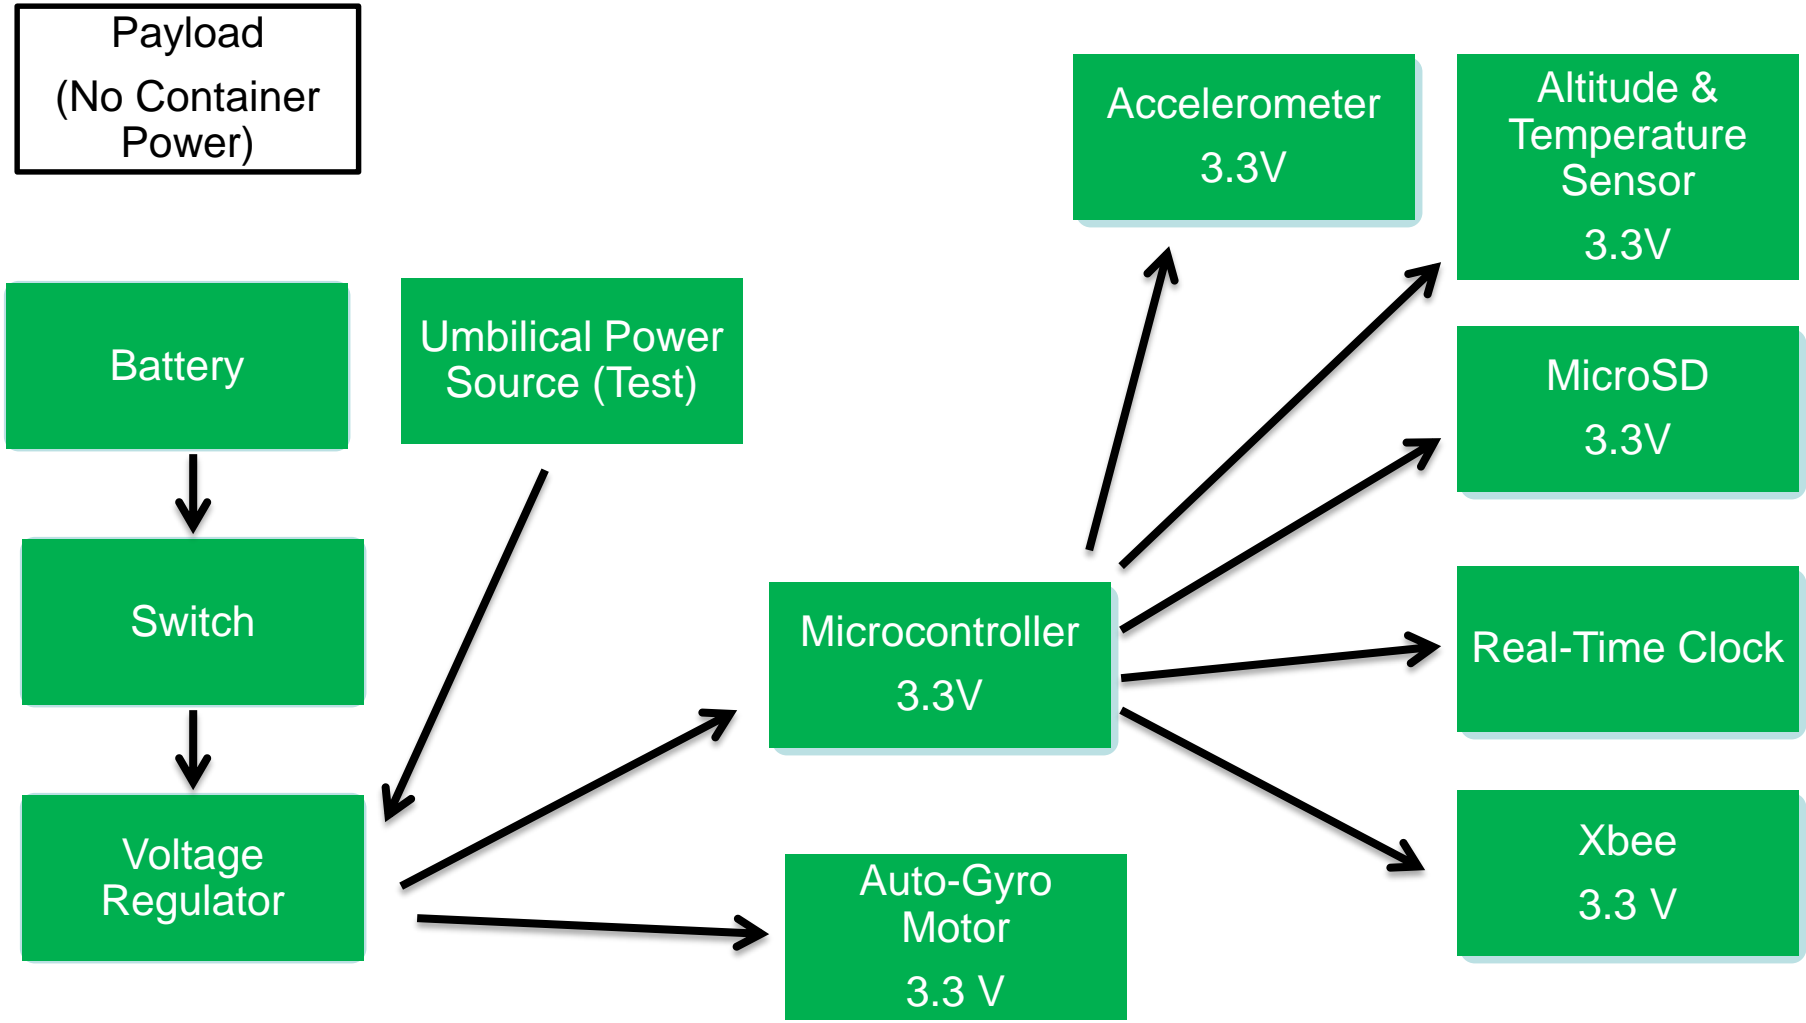 Payload
(No Container
Power)
Accelerometer
3.3V
Altitude &
Temperature
Sensor
3.3V
Battery
Umbilical Power
Source (Test)
MicroSD
3.3V
Switch
Microcontroller
3.3V
Real-Time Clock
Voltage
Regulator
Auto-Gyro
Motor
3.3 V
Xbee
3.3 V